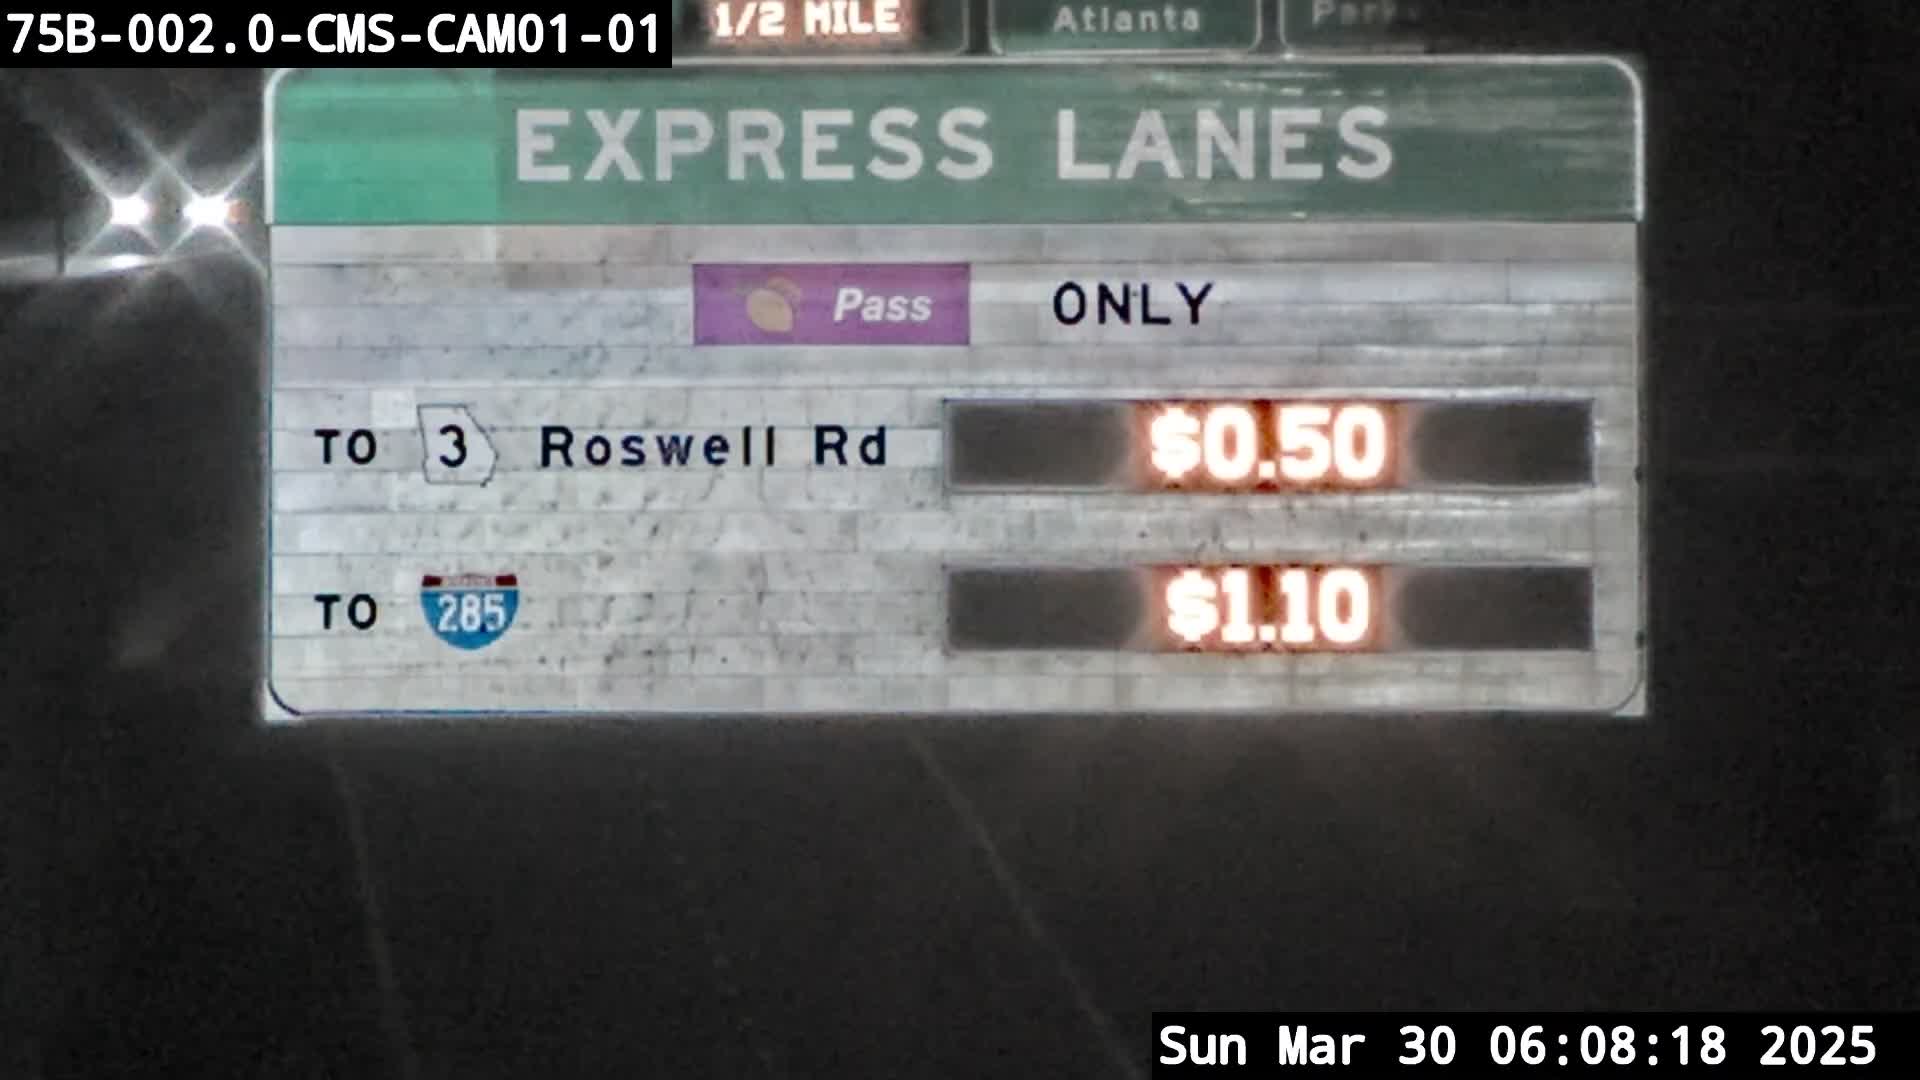 75B-002.0-CMS-CAM01-01
1/2 MILE
Atlanta
Park
EXPRESS LANES
Pass ONLY
TO 3 Roswell Rd $0.50
TO 285 $1.10
Sun Mar 30 06:08:18 2025